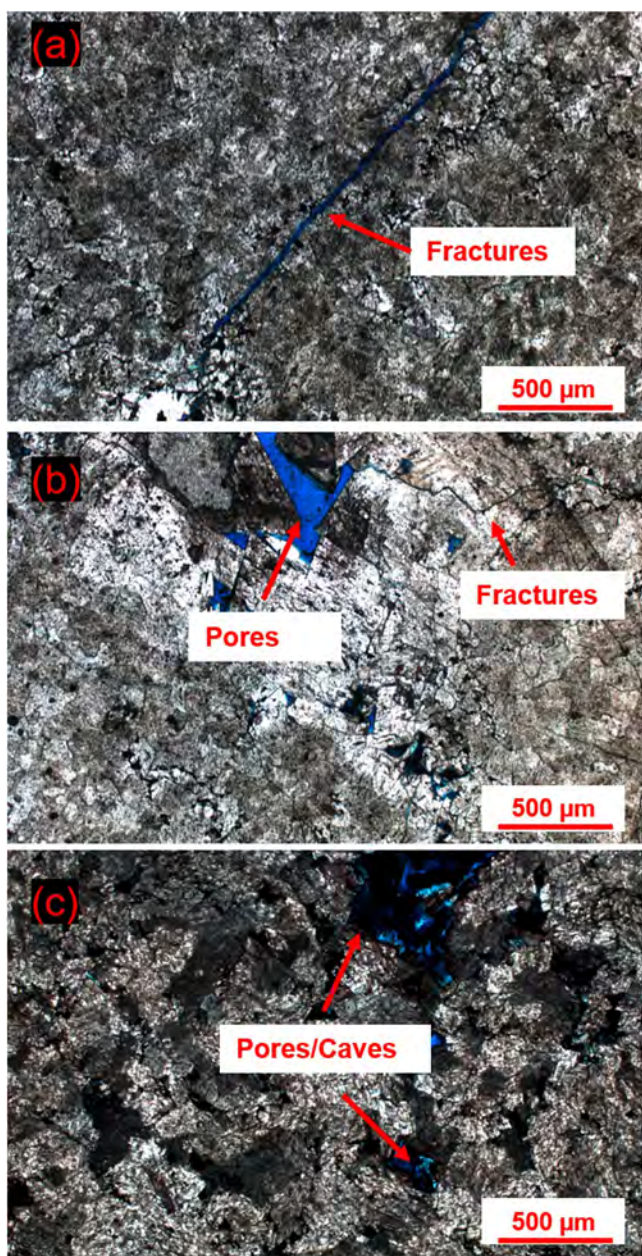 (a)
Fractures
500 µm
(b)
Pores
Fractures
500 µm
(c)
Pores/Caves
500 µm